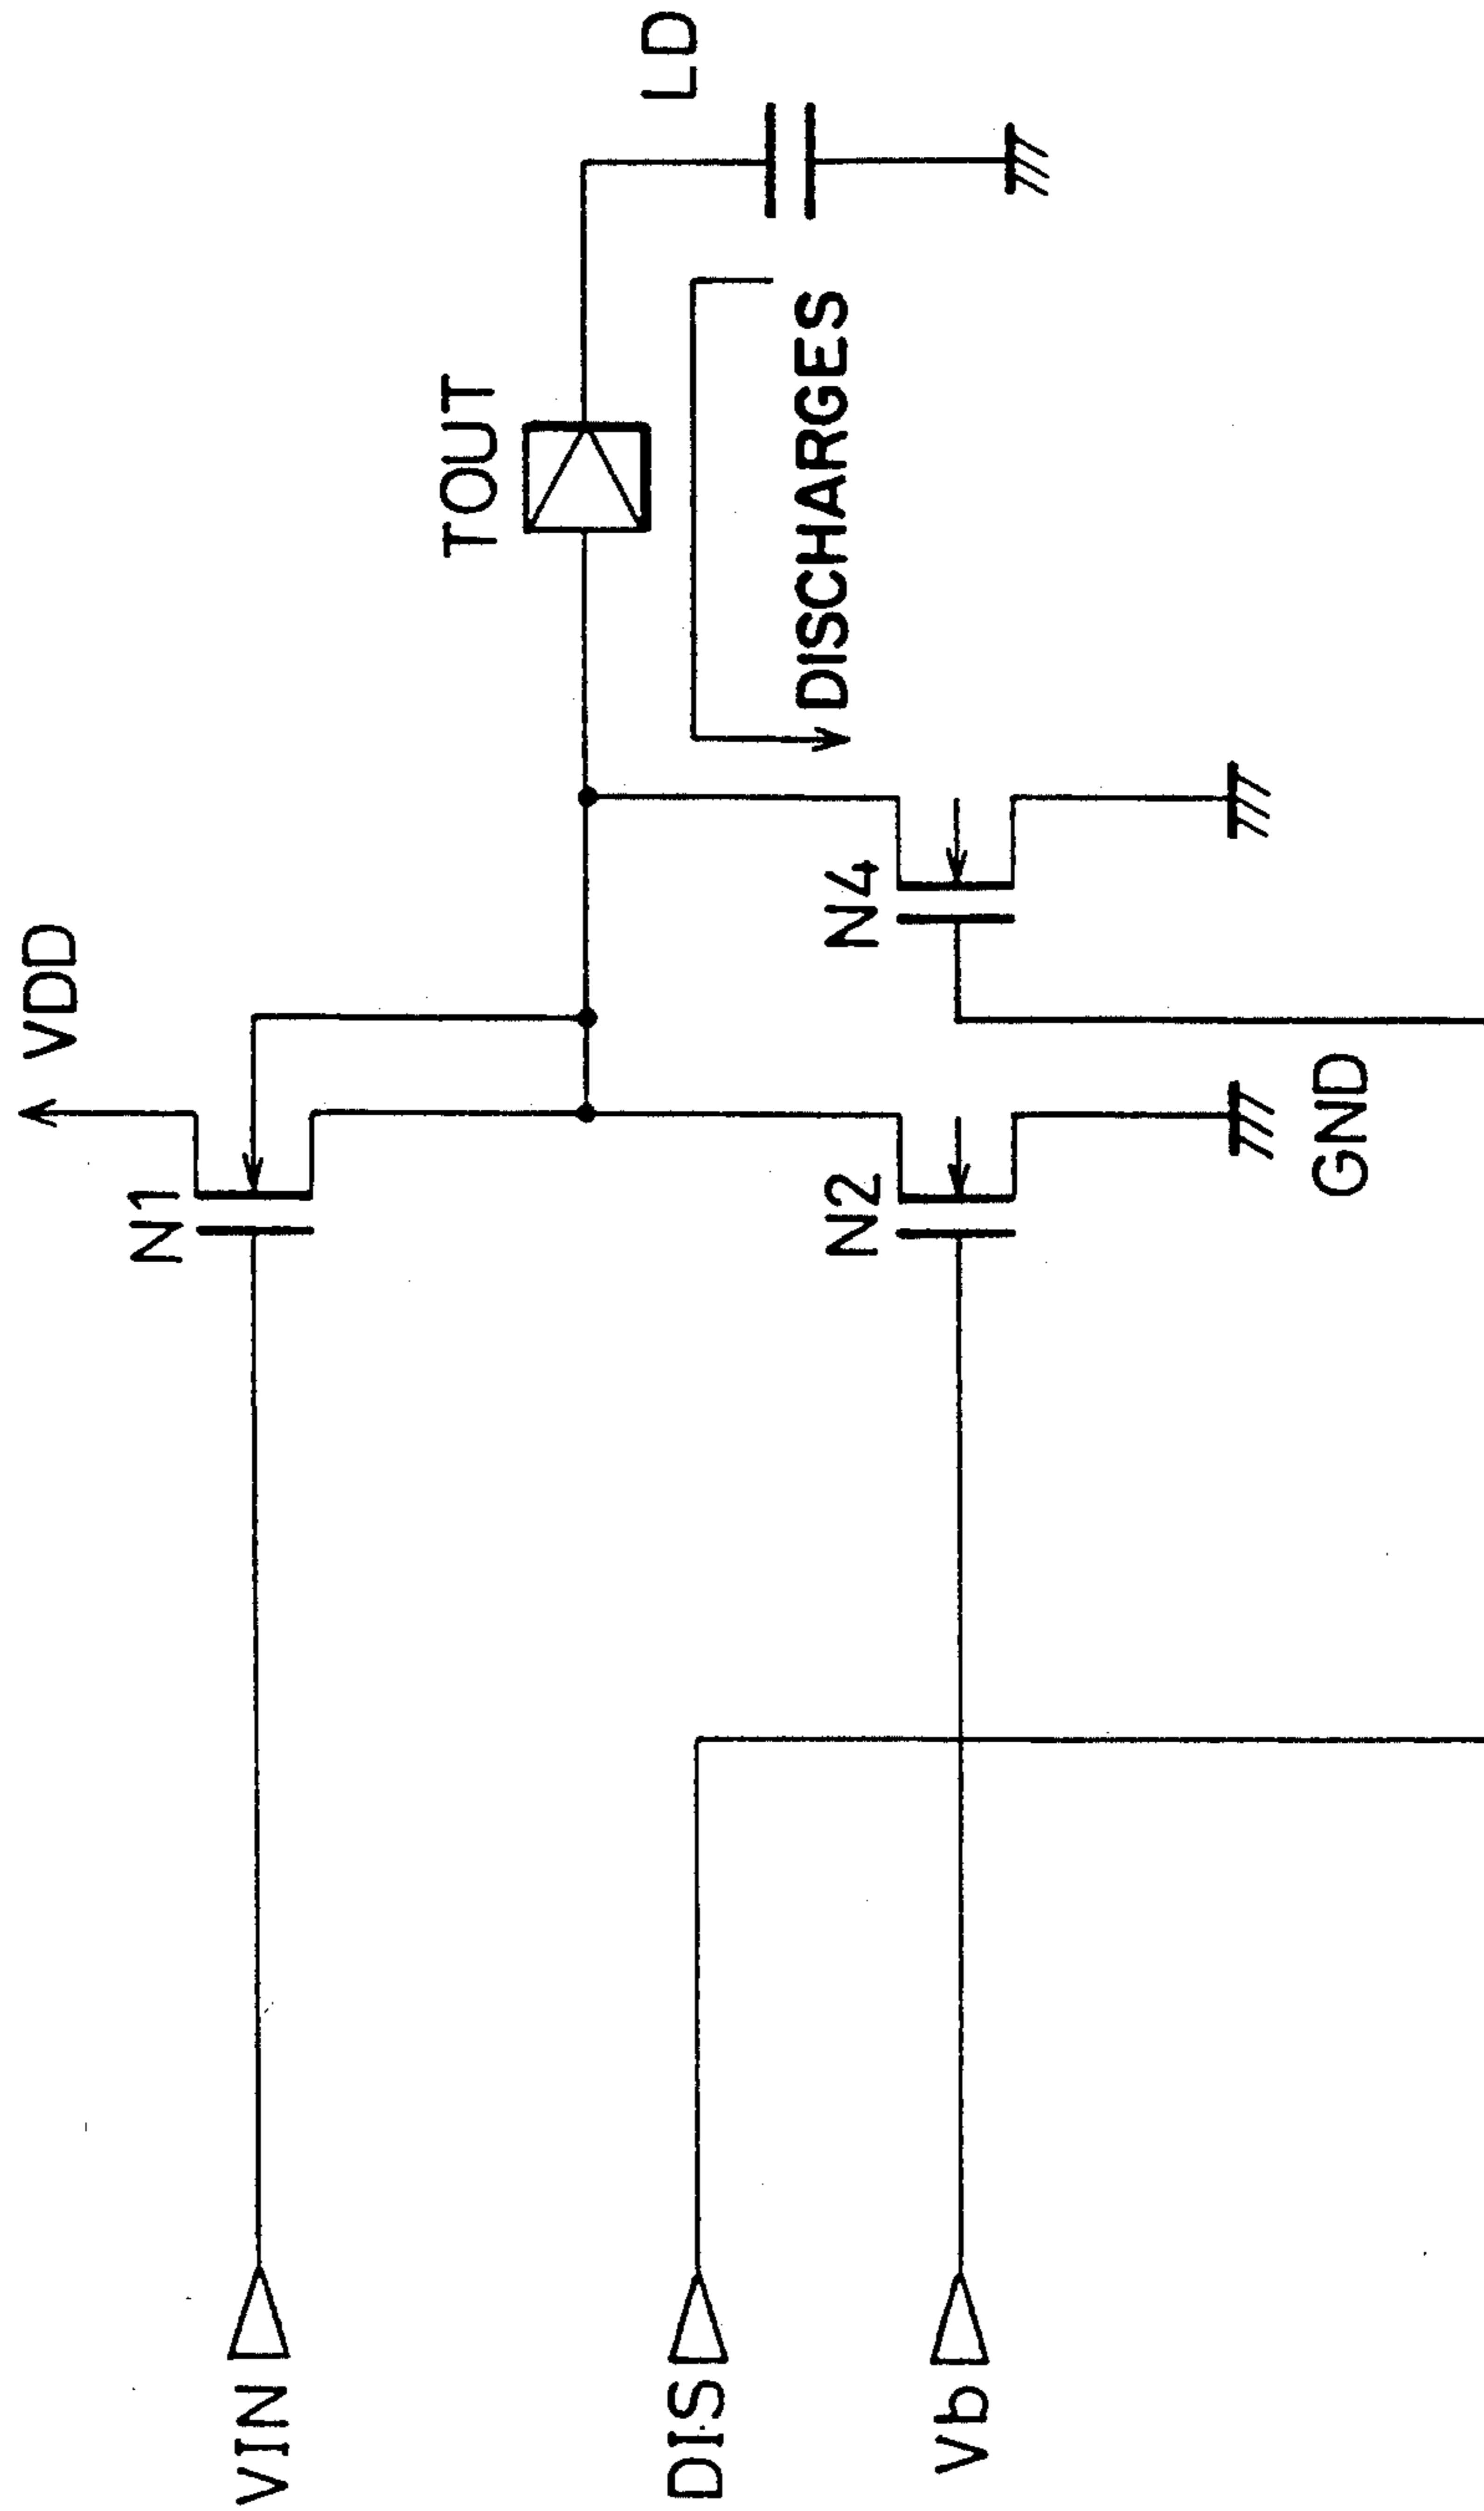 VDD
N1
VIN
TOUT
LD
DIS
DISCHARGES
N2
N4
Vb
GND